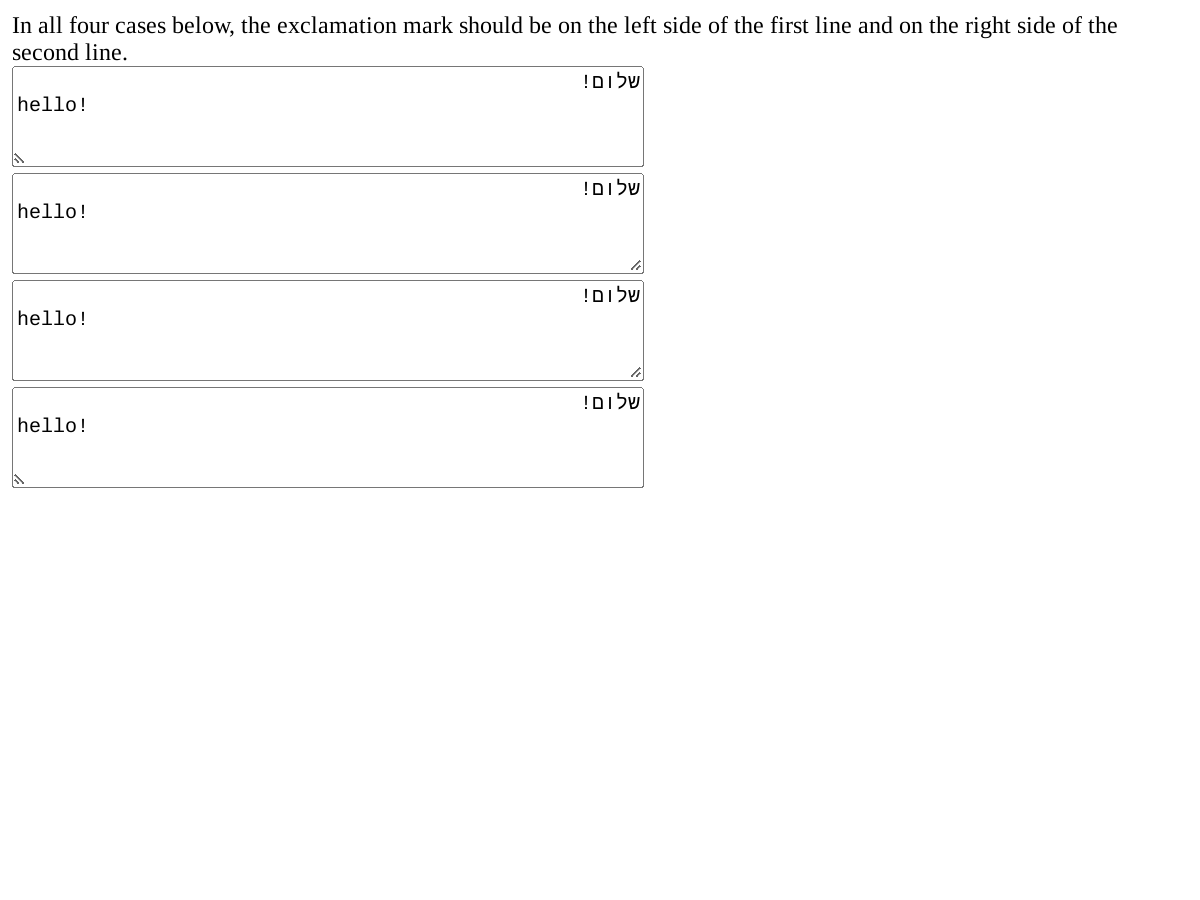 In all four cases below, the exclamation mark should be on the left side of the first line and on the right side of the
second line.
שלום!
hello!
שלום!
hello!
שלום!
hello!
שלום!
hello!